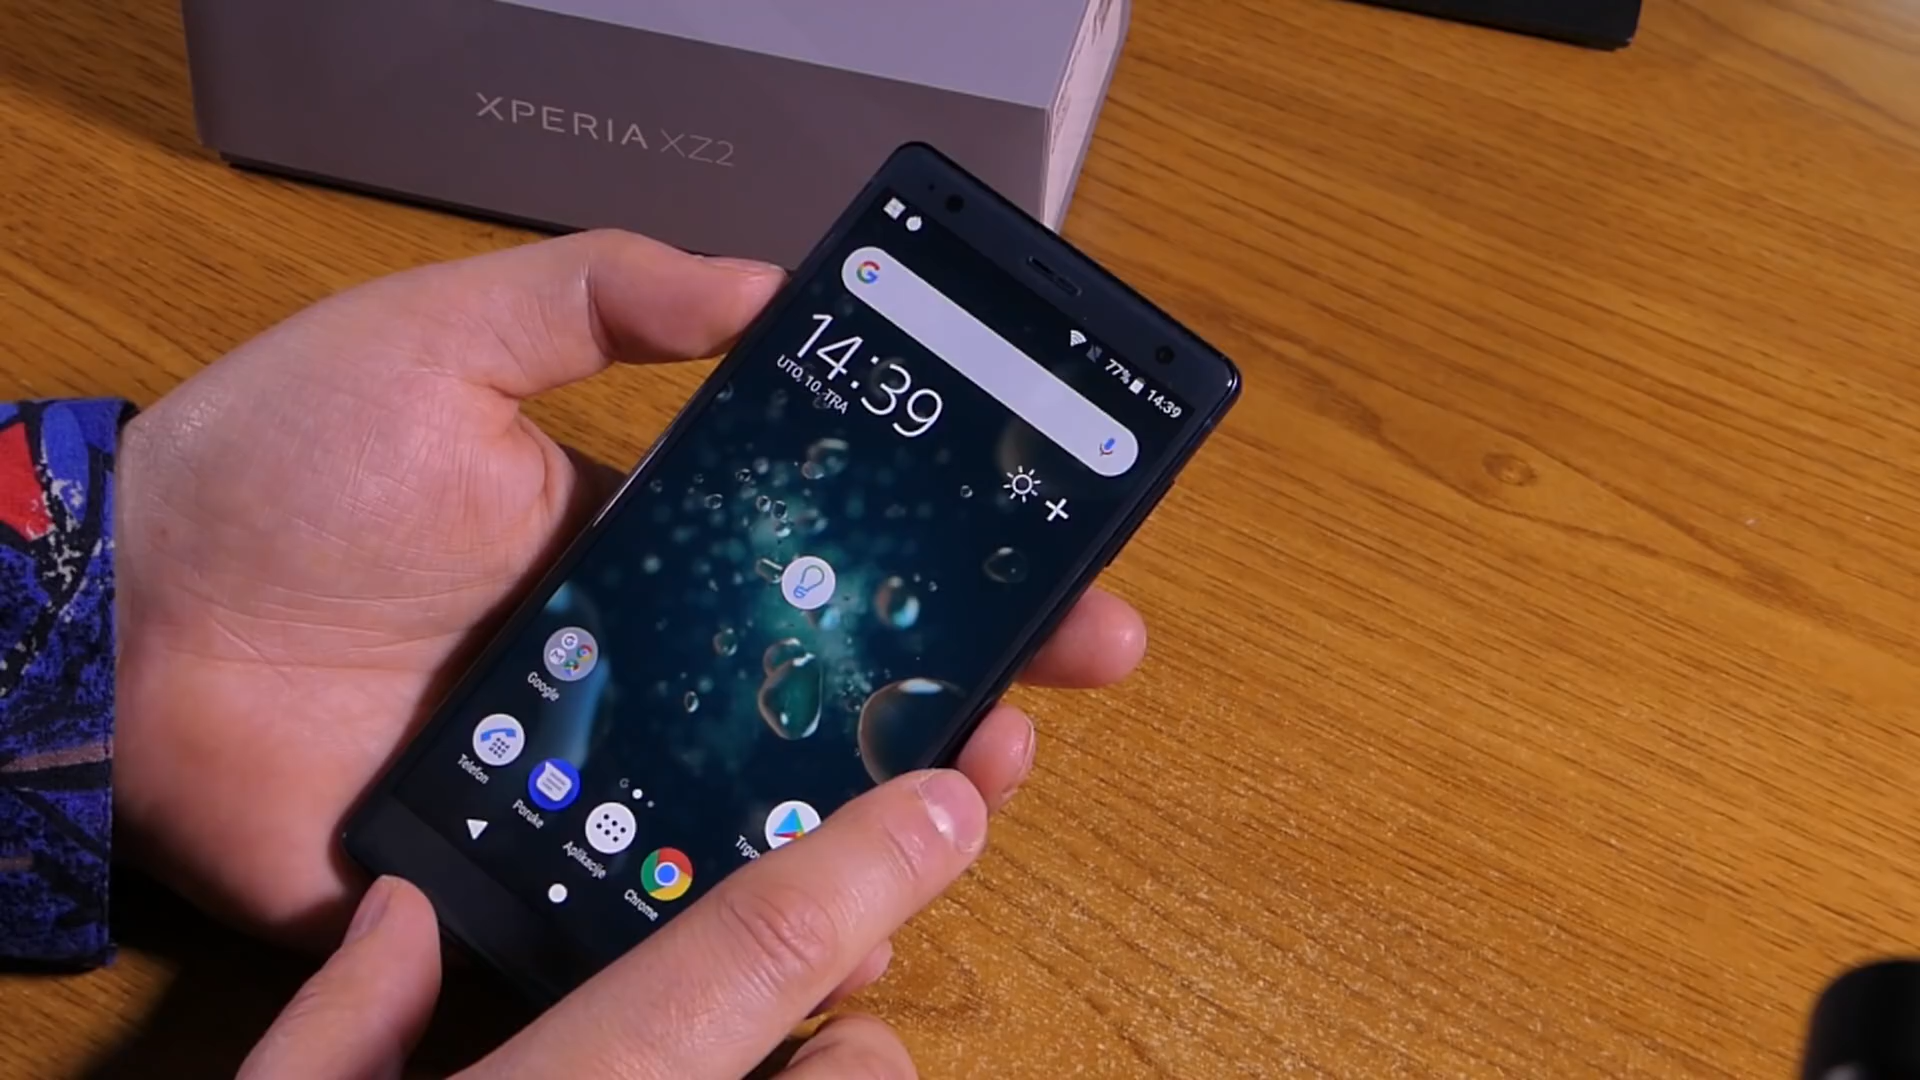 XPERIA XZ2
77% 14:39
G
14:39
UTO, 10. TRA
Google
Telefon
Poruke
Aplikacije
Chrome